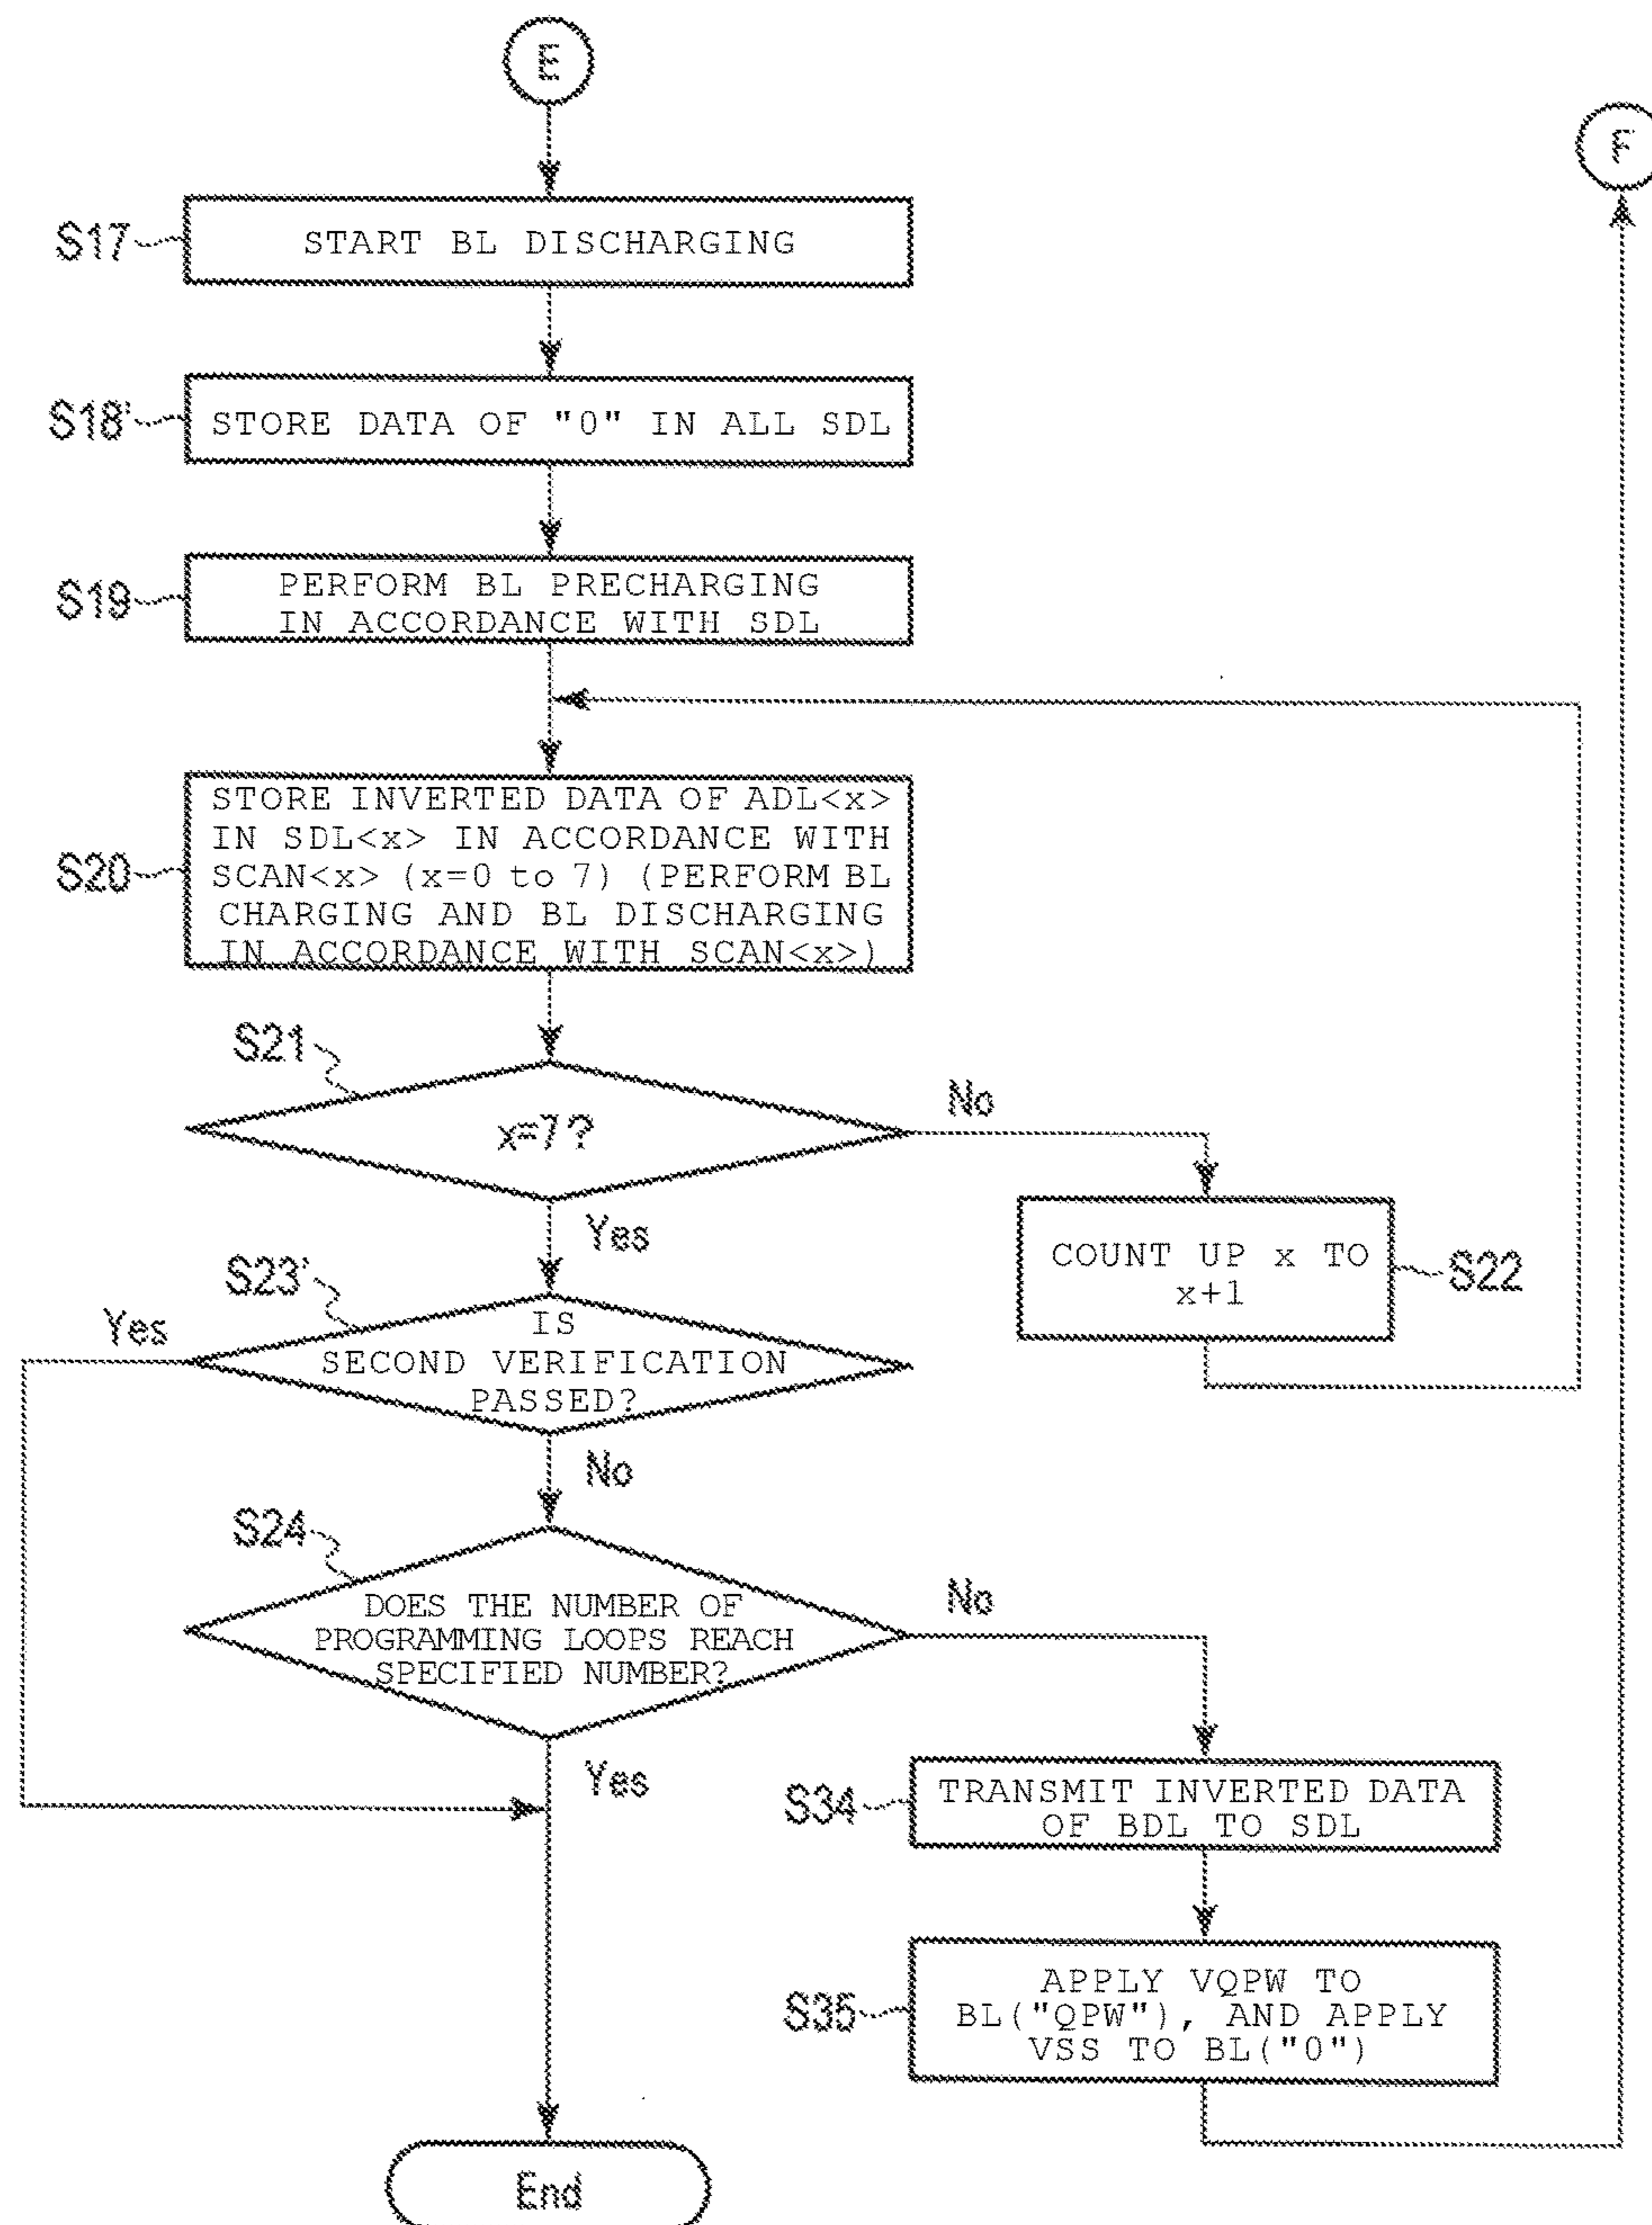 E
F
S17
START BL DISCHARGING
S18'
STORE DATA OF "0" IN ALL SDL
S19
PERFORM BL PRECHARGING
IN ACCORDANCE WITH SDL
S20
STORE INVERTED DATA OF ADL<x>
IN SDL<x> IN ACCORDANCE WITH
SCAN<x> (x=0 to 7) (PERFORM BL
CHARGING AND BL DISCHARGING
IN ACCORDANCE WITH SCAN<x>)
S21
x=7?
No
Yes
COUNT UP x TO
x+1
S22
S23'
Yes
IS
SECOND VERIFICATION
PASSED?
No
S24
DOES THE NUMBER OF
PROGRAMMING LOOPS REACH
SPECIFIED NUMBER?
No
Yes
S34
TRANSMIT INVERTED DATA
OF BDL TO SDL
S35
APPLY VQPW TO
BL("QPW"), AND APPLY
VSS TO BL("0")
End